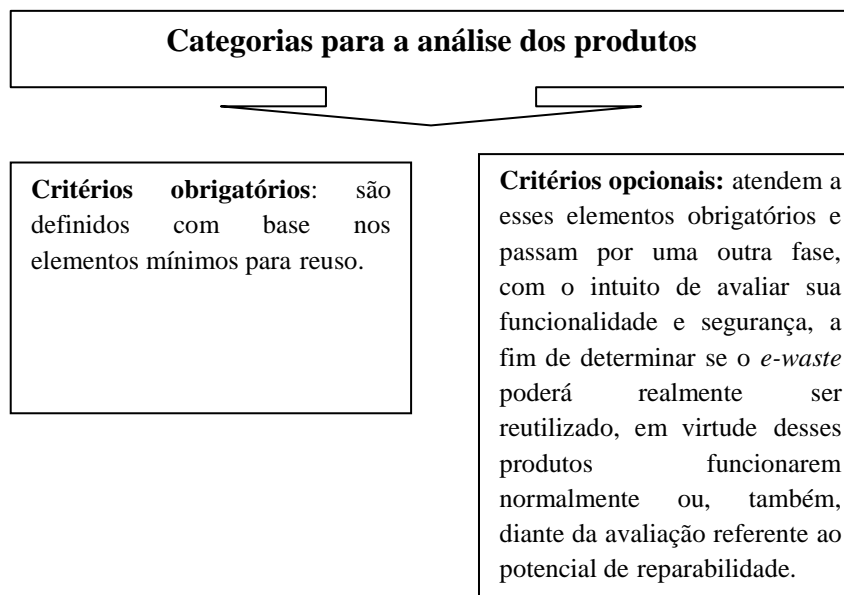 Categorias para a análise dos produtos
Critérios obrigatórios: são
definidos com base nos
elementos mínimos para reuso.
Critérios opcionais: atendem a
esses elementos obrigatórios e
passam por uma outra fase,
com o intuito de avaliar sua
funcionalidade e segurança, a
fim de determinar se o e-waste
poderá realmente ser
reutilizado, em virtude desses
produtos funcionarem
normalmente ou, também,
diante da avaliação referente ao
potencial de reparabilidade.